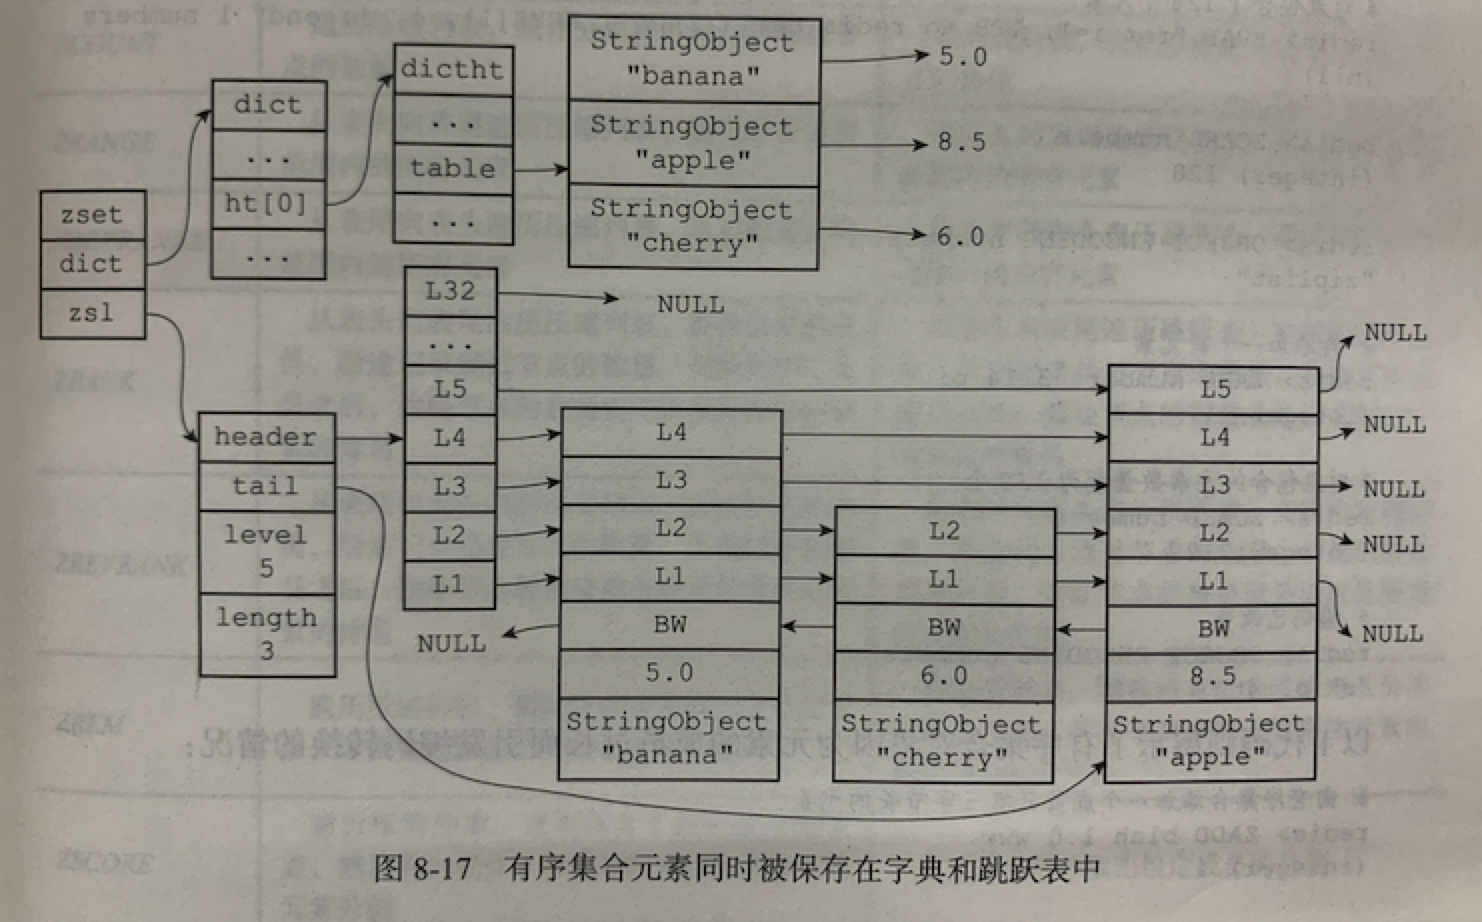 zset
dict
zsl
dict
...
ht[0]
...
dictht
...
table
...
StringObject
"banana"
5.0
StringObject
"apple"
8.5
StringObject
"cherry"
6.0
header
tail
level
5
length
3
L32
NULL
...
L5
L4
L3
L2
L1
NULL
L4
L3
L2
L1
BW
5.0
StringObject
"banana"
L2
L1
BW
6.0
StringObject
"cherry"
L5
L4
L3
L2
L1
BW
8.5
StringObject
"apple"
NULL
NULL
NULL
NULL
NULL
图 8-17 有序集合元素同时被保存在字典和跳跃表中